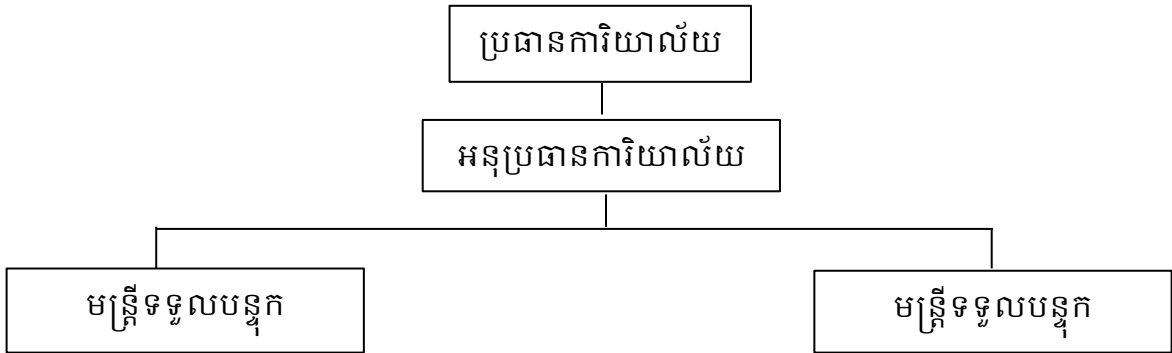 ប្រធានការិយាល័យ
អនុប្រធានការិយាល័យ
មន្ត្រីទទួលបន្ទុក
មន្ត្រីទទួលបន្ទុក